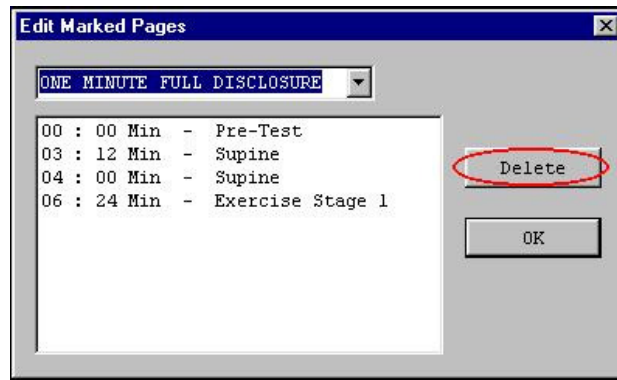 Edit Marked Pages
ONE MINUTE FULL DISCLOSURE
00 : 00 Min - Pre-Test
03 : 12 Min - Supine
04 : 00 Min - Supine
06 : 24 Min - Exercise Stage 1
Delete
OK